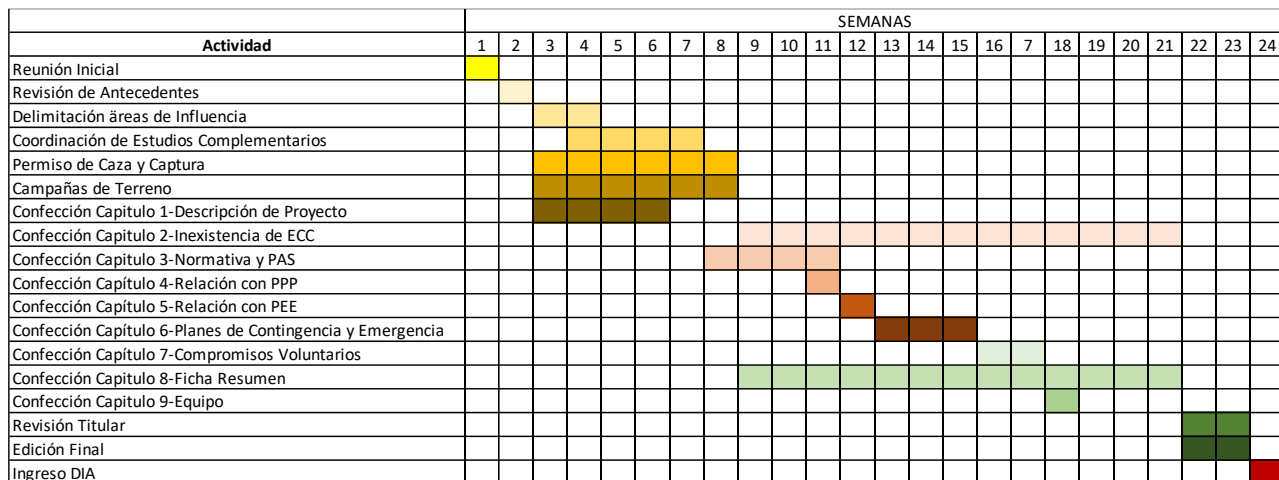 SEMANAS
Actividad 1 2 3 4 5 6 7 8 9 10 11 12 13 14 15 16 7 18 19 20 21 22 23 24
Reunión Inicial
Revisión de Antecedentes
Delimitación äreas de Influencia
Coordinación de Estudios Complementarios
Permiso de Caza y Captura
Campañas de Terreno
Confección Capitulo 1-Descripción de Proyecto
Confección Capitulo 2-Inexistencia de ECC
Confección Capitulo 3-Normativa y PAS
Confección Capítulo 4-Relación con PPP
Confección Capítulo 5-Relación con PEE
Confección Capítulo 6-Planes de Contingencia y Emergencia
Confección Capítulo 7-Compromisos Voluntarios
Confección Capitulo 8-Ficha Resumen
Confección Capitulo 9-Equipo
Revisión Titular
Edición Final
Ingreso DIA